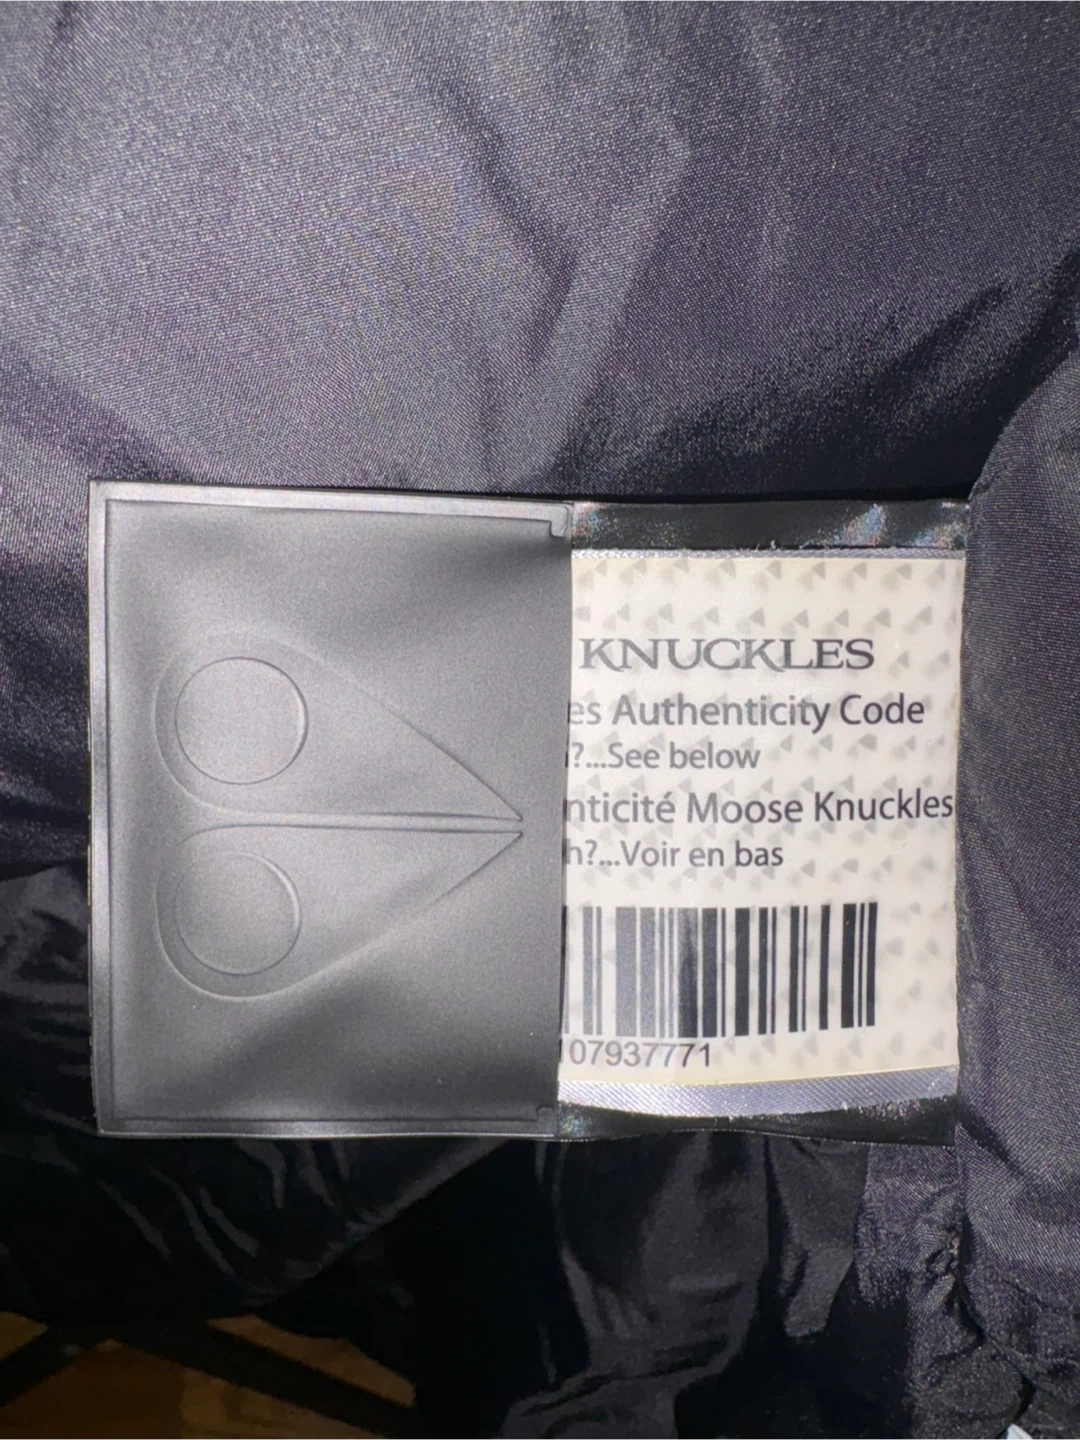 KNUCKLES
es Authenticity Code
?...See below
nticité Moose Knuckles
h?...Voir en bas
07937771